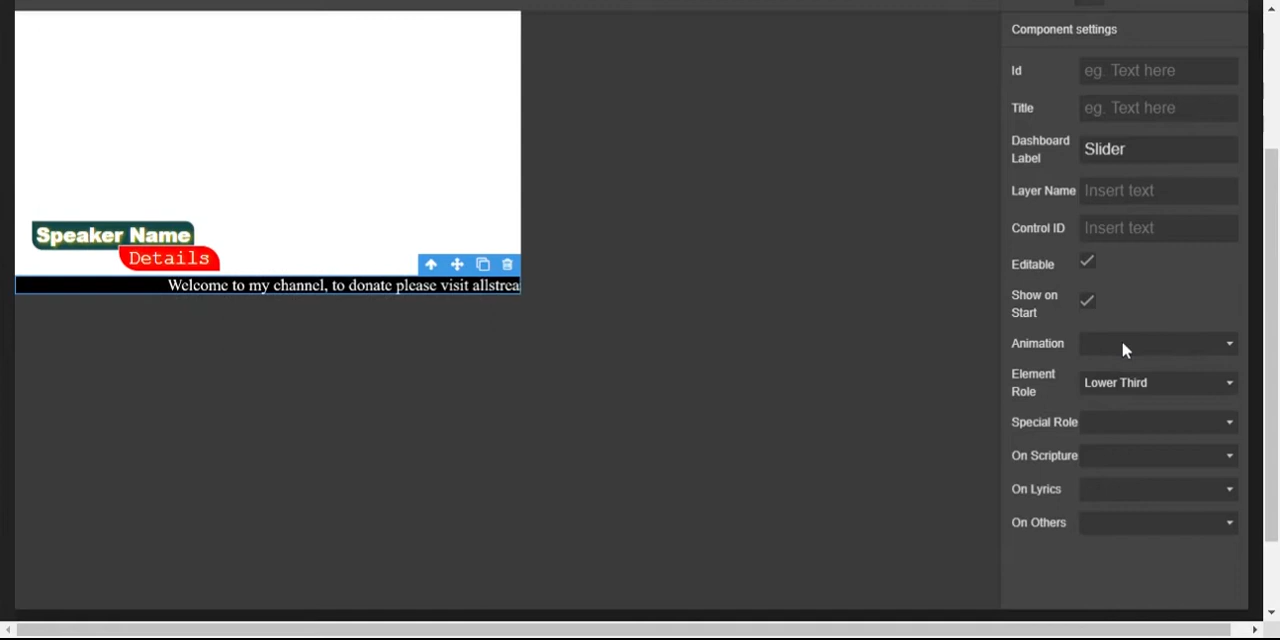 Component settings
Id
eg. Text here
Title
eg. Text here
Dashboard
Label
Slider
Layer Name
Insert text
Control ID
Insert text
Editable
Show on
Start
Animation
Element
Role
Lower Third
Special Role
On Scripture
On Lyrics
On Others
Speaker Name
Details
Welcome to my channel, to donate please visit allstrea